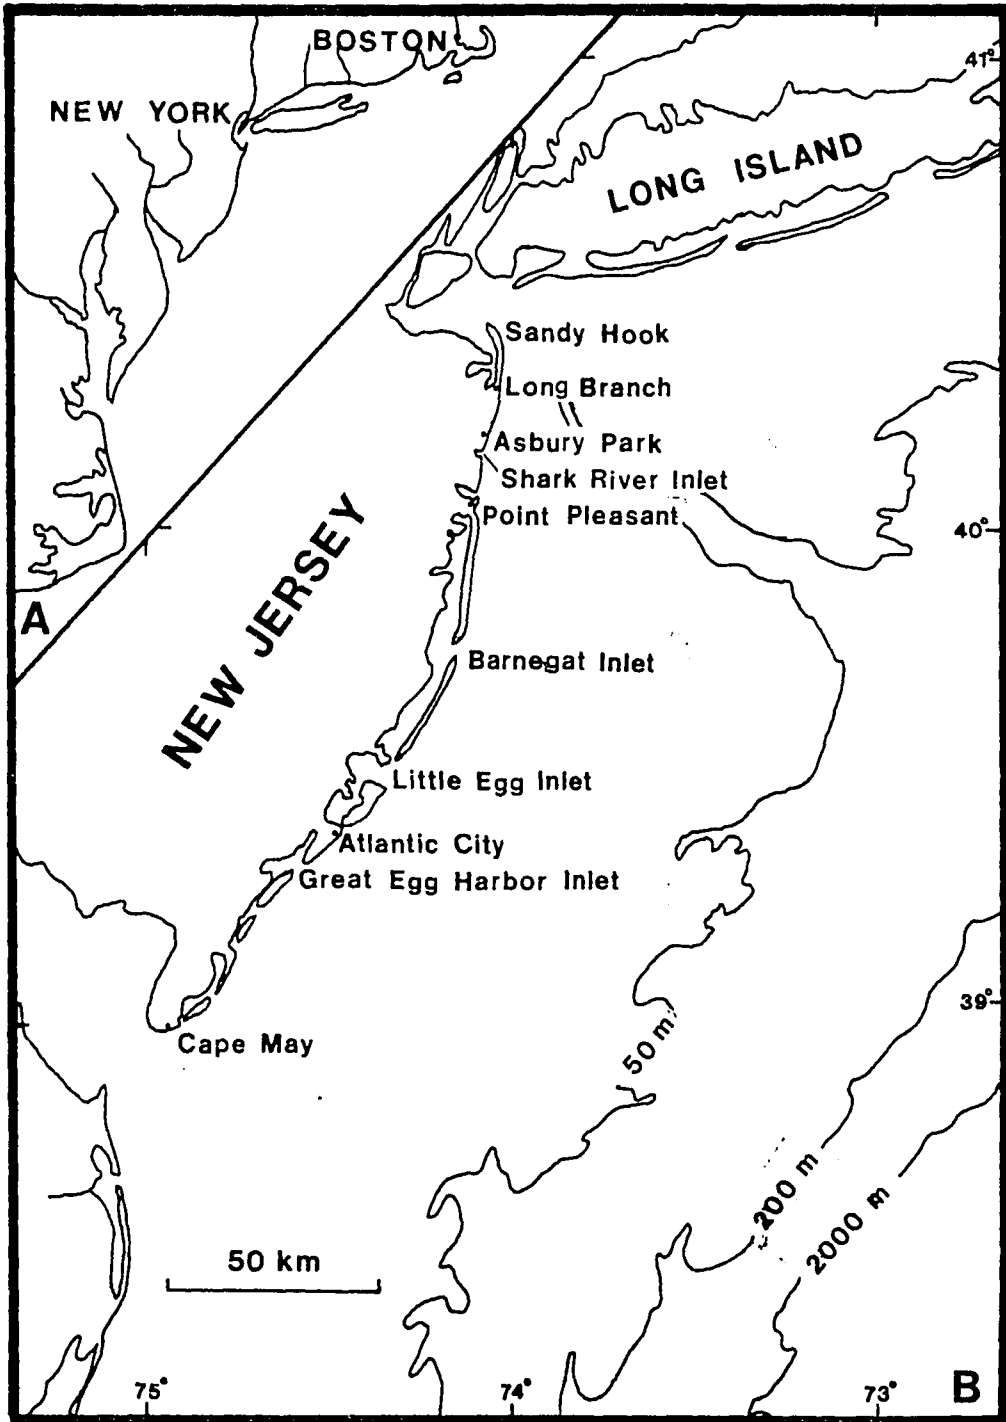 BOSTON
NEW YORK
41°
LONG ISLAND
Sandy Hook
Long Branch
Asbury Park
Shark River Inlet
Point Pleasant
40°
NEW JERSEY
A
Barnegat Inlet
Little Egg Inlet
Atlantic City
Great Egg Harbor Inlet
39°
50 m
Cape May
200 m
2000 m
50 km
75°
74°
73°
B